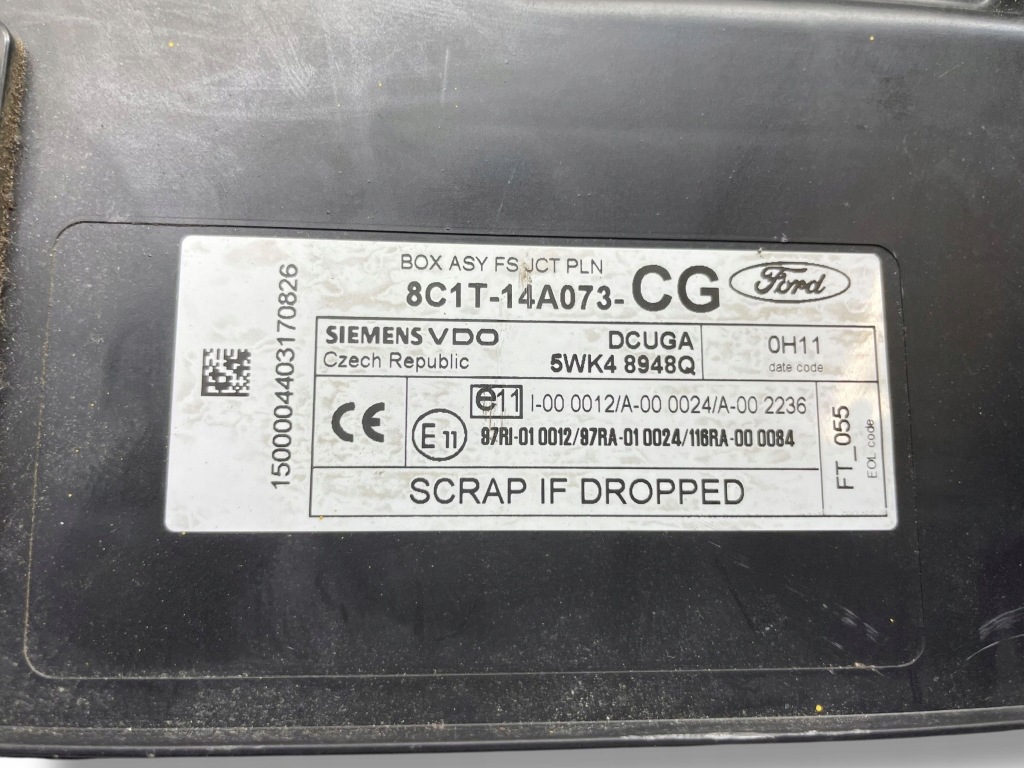 BOX ASY FS JCT PLN
8C1T-14A073-CG Ford
SIEMENS VDO DCUGA
Czech Republic 5WK4 8948Q
0H11
date code
1500004403170826
CE
E11
e11 I-00 0012/A-00 0024/A-00 2236
97RI-01 0012/97RA-01 0024/116RA-00 0084
FT_055
EOL code
SCRAP IF DROPPED